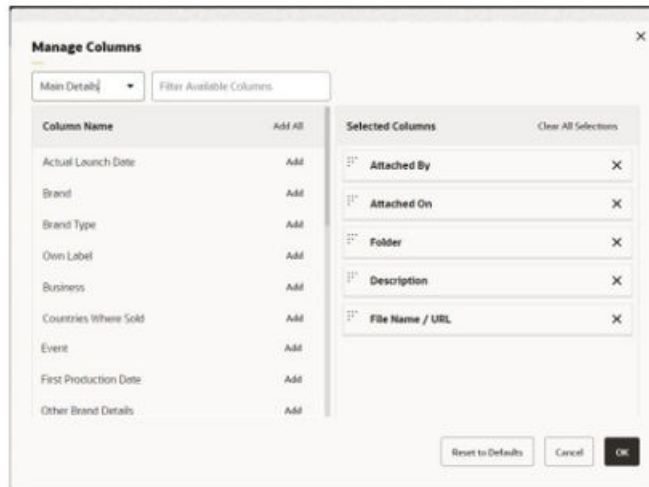 Manage Columns
Main Details
Filter Available Columns
Column Name Add All
Actual Launch Date Add
Brand Add
Brand Type Add
Own Label Add
Business Add
Countries Where Sold Add
Event Add
First Production Date Add
Other Brand Details Add
Selected Columns Clear All Selections
Attached By
Attached On
Folder
Description
File Name / URL
Reset to Defaults Cancel OK